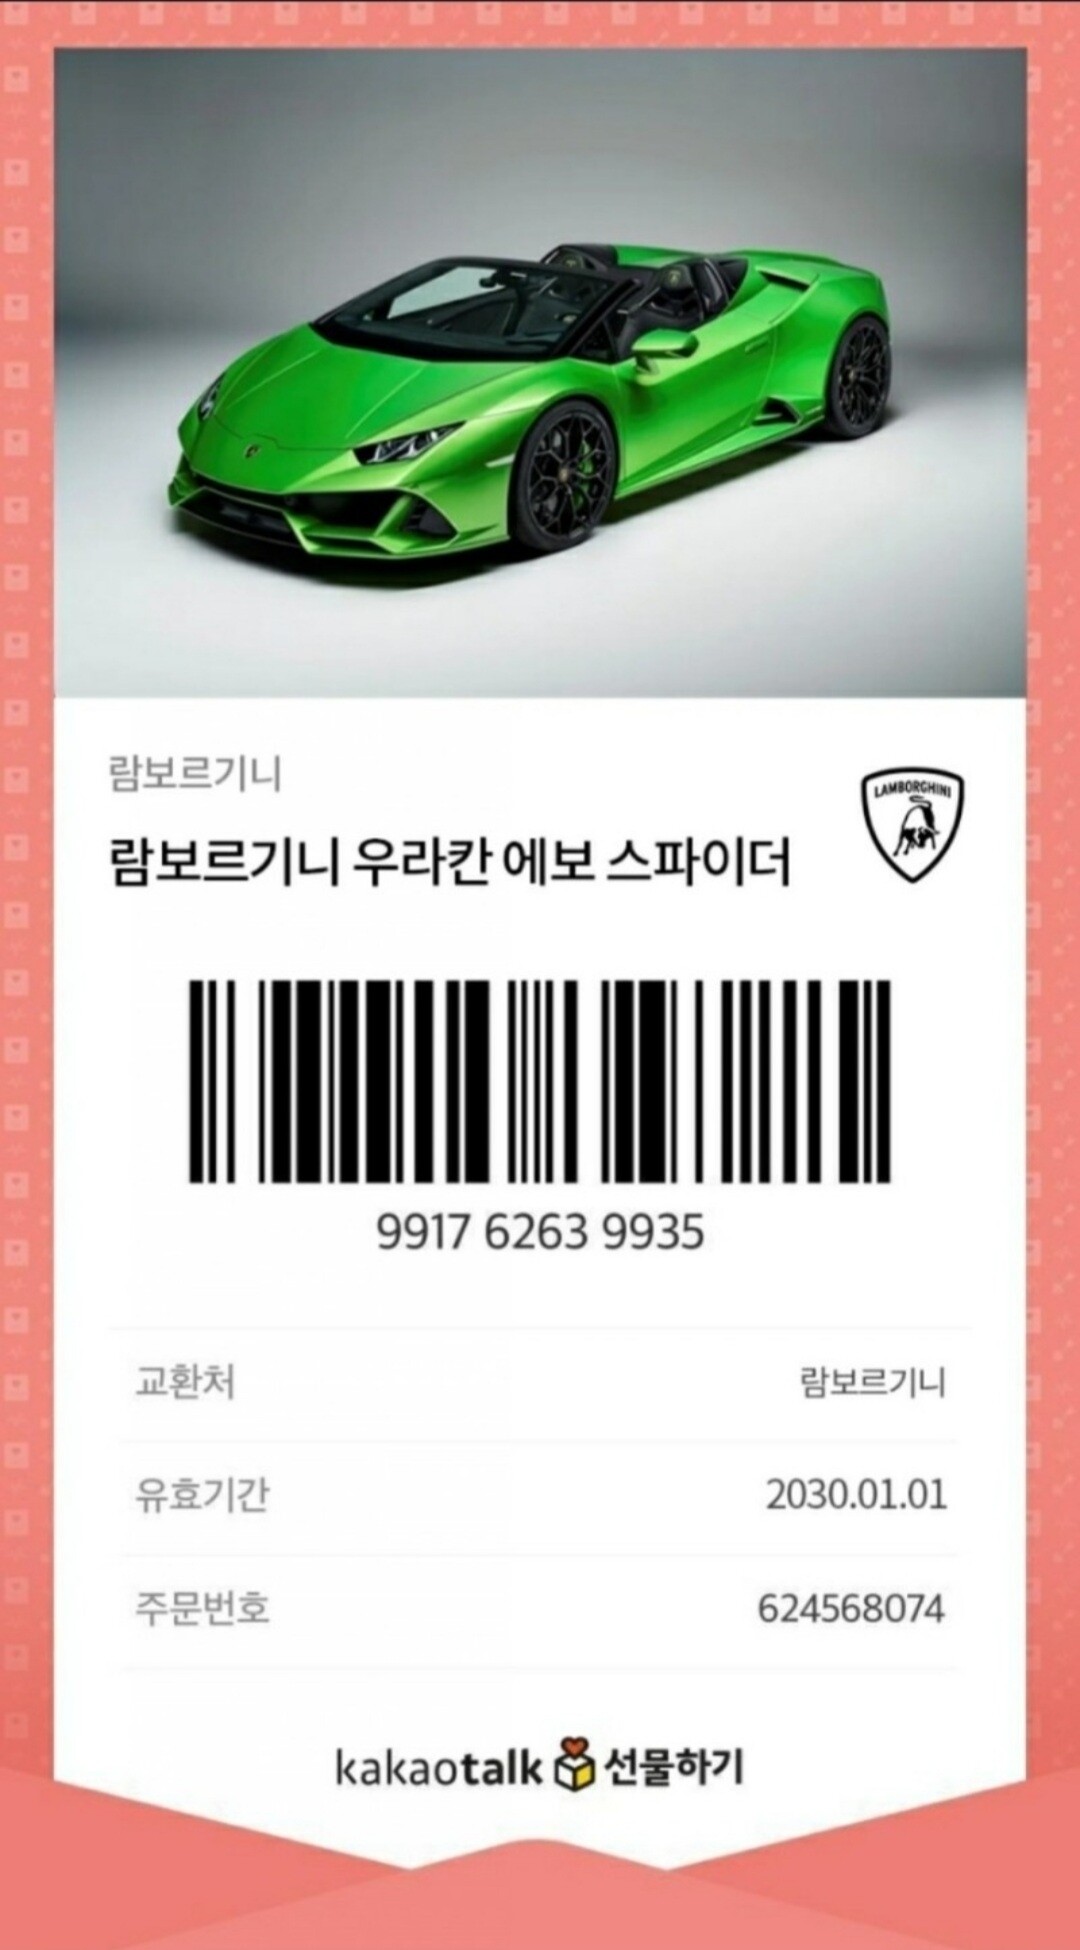 람보르기니
LAMBORGHINI
람보르기니 우라칸 에보 스파이더
9917 6263 9935
교환처 람보르기니
유효기간 2030.01.01
주문번호 624568074
kakaotalk 선물하기